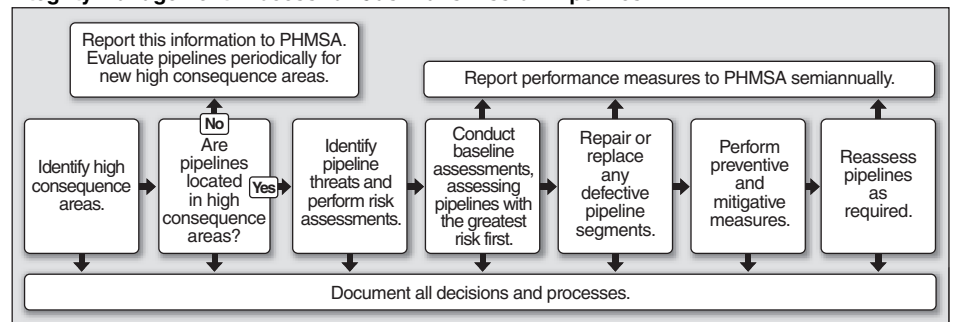 Report this information to PHMSA.
Evaluate pipelines periodically for
new high consequence areas.
Report performance measures to PHMSA semiannually.
No
Identify high
consequence
areas.
Are
pipelines
located
in high
consequence
areas?
Yes
Identify
pipeline
threats and
perform risk
assessments.
Conduct
baseline
assessments,
assessing
pipelines with
the greatest
risk first.
Repair or
replace
any
defective
pipeline
segments.
Perform
preventive
and
mitigative
measures.
Reassess
pipelines
as
required.
Document all decisions and processes.